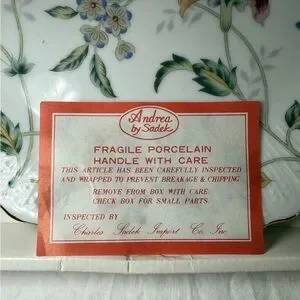 Andrea
by Sadek
FRAGILE PORCELAIN
HANDLE WITH CARE
THIS ARTICLE HAS BEEN CAREFULLY INSPECTED
AND WRAPPED TO PREVENT BREAKAGE & CHIPPING
REMOVE FROM BOX WITH CARE.
CHECK BOX FOR SMALL PARTS.
INSPECTED BY
Charles Sadek Import Co. Inc.